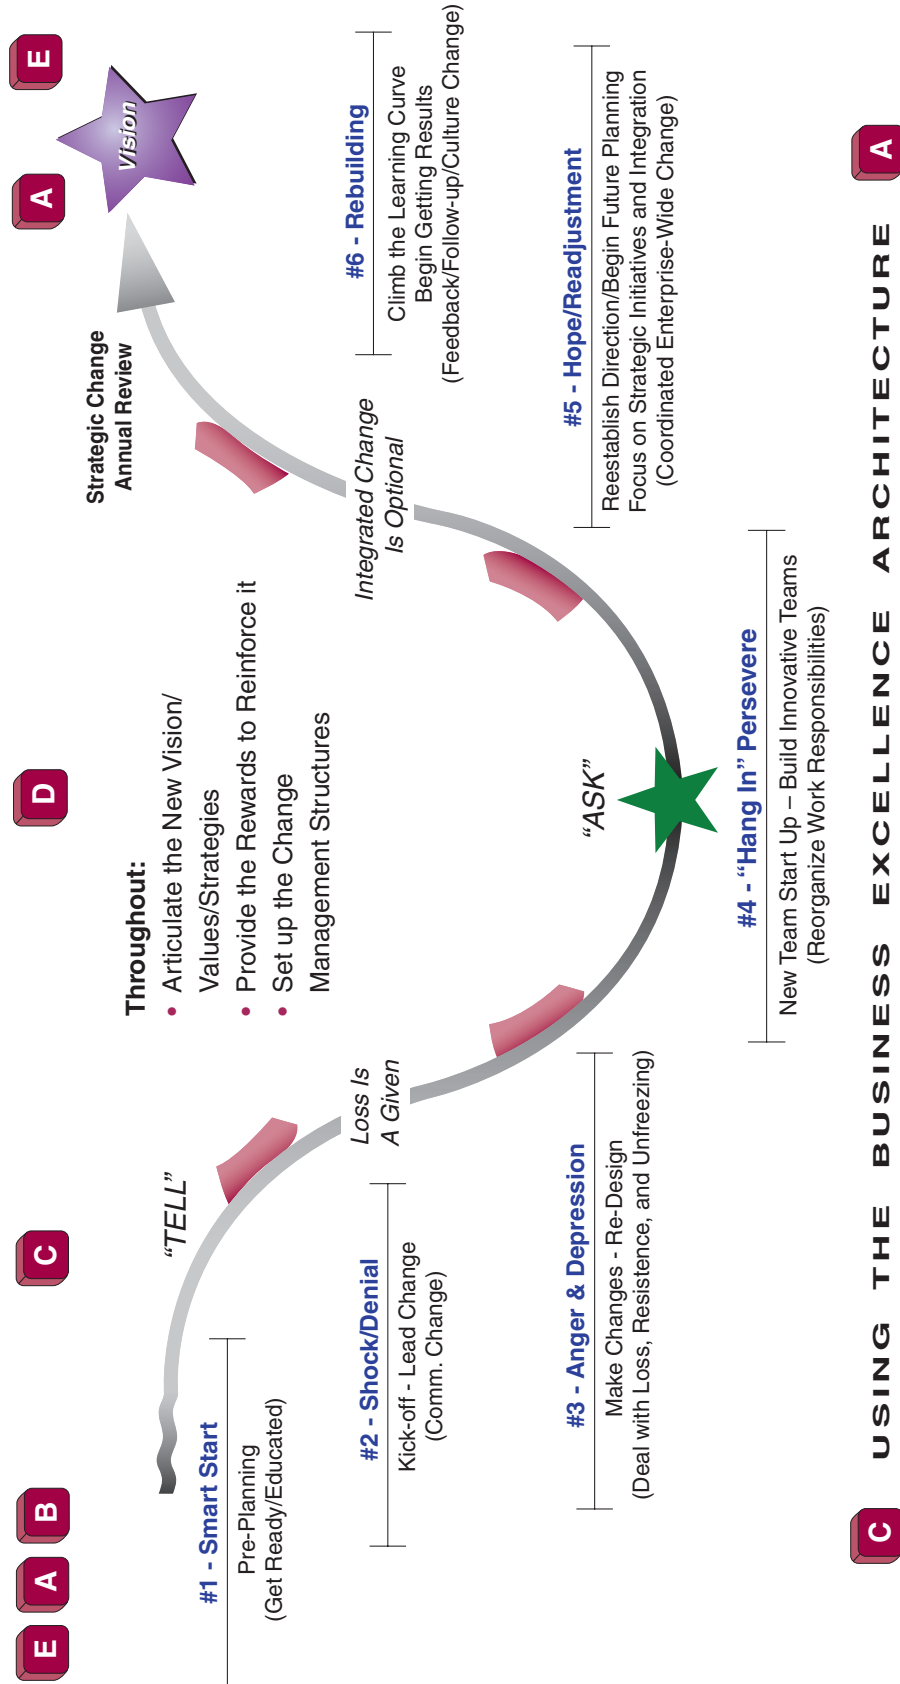 E A B C D A E
Vision
Strategic Change
Annual Review
Throughout:
• Articulate the New Vision/
Values/Strategies
• Provide the Rewards to Reinforce it
• Set up the Change
Management Structures
“TELL”
#1 - Smart Start
Pre-Planning
(Get Ready/Educated)
Loss Is
A Given
Integrated Change
Is Optional
#2 - Shock/Denial
Kick-off - Lead Change
(Comm. Change)
#6 - Rebuilding
Climb the Learning Curve
Begin Getting Results
(Feedback/Follow-up/Culture Change)
“ASK”
#3 - Anger & Depression
Make Changes - Re-Design
(Deal with Loss, Resistence, and Unfreezing)
#5 - Hope/Readjustment
Reestablish Direction/Begin Future Planning
Focus on Strategic Initiatives and Integration
(Coordinated Enterprise-Wide Change)
#4 - “Hang In” Persevere
New Team Start Up – Build Innovative Teams
(Reorganize Work Responsibilities)
C USING THE BUSINESS EXCELLENCE ARCHITECTURE A